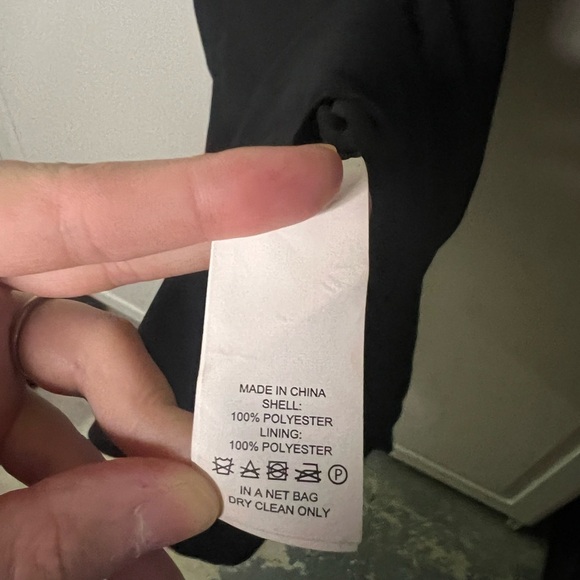 MADE IN CHINA
SHELL:
100% POLYESTER
LINING:
100% POLYESTER
P
IN A NET BAG
DRY CLEAN ONLY